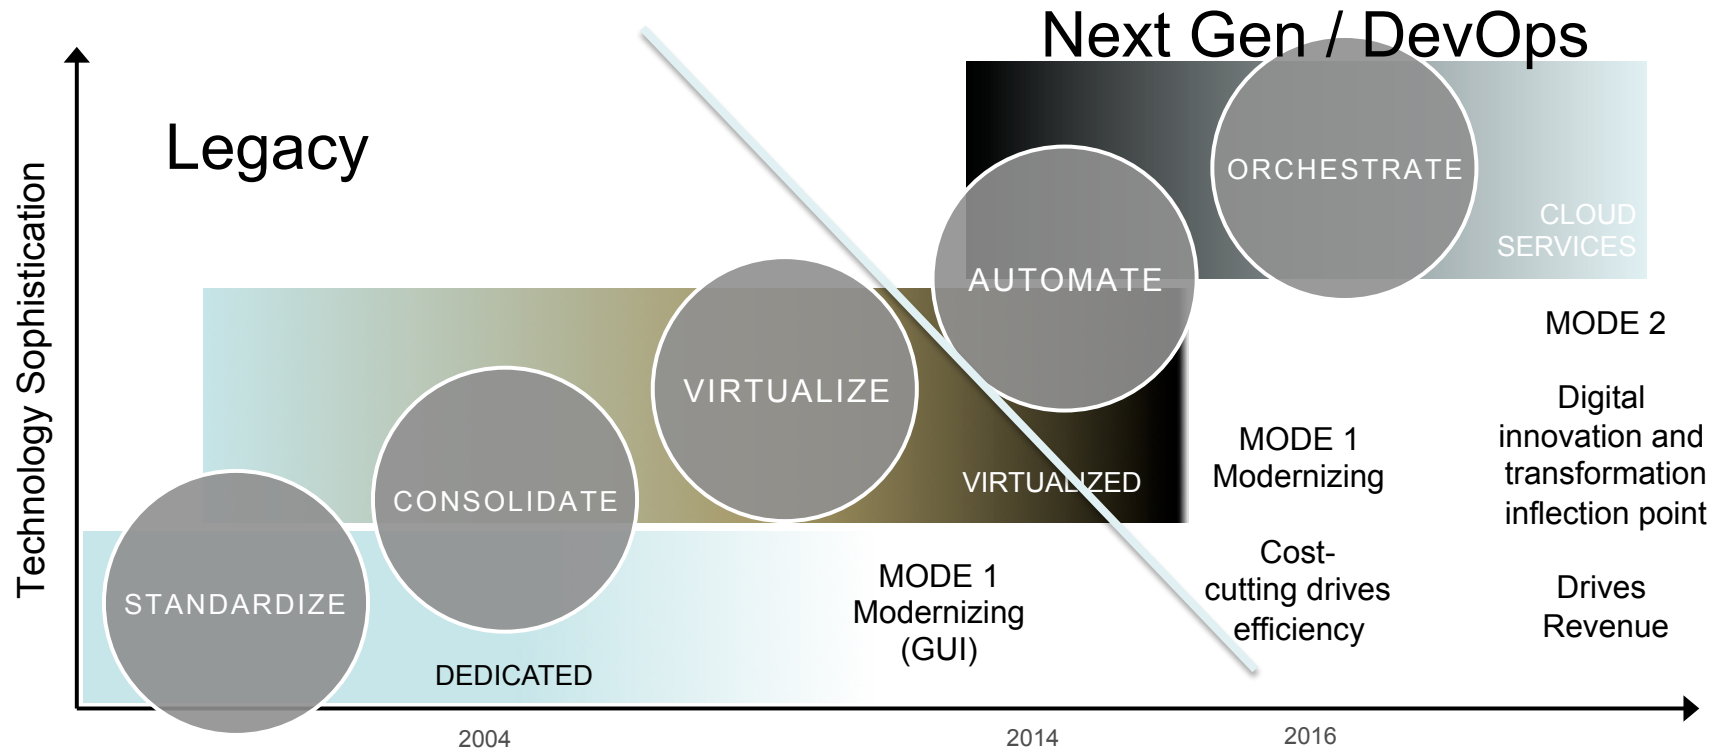 Next Gen / DevOps
Legacy
Technology Sophistication
ORCHESTRATE
CLOUD
SERVICES
AUTOMATE
VIRTUALIZE
VIRTUALIZED
CONSOLIDATE
STANDARDIZE
DEDICATED
MODE 1
Modernizing
(GUI)
MODE 1
Modernizing
Cost-
cutting drives
efficiency
MODE 2
Digital
innovation and
transformation
inflection point
Drives
Revenue
2004
2014
2016